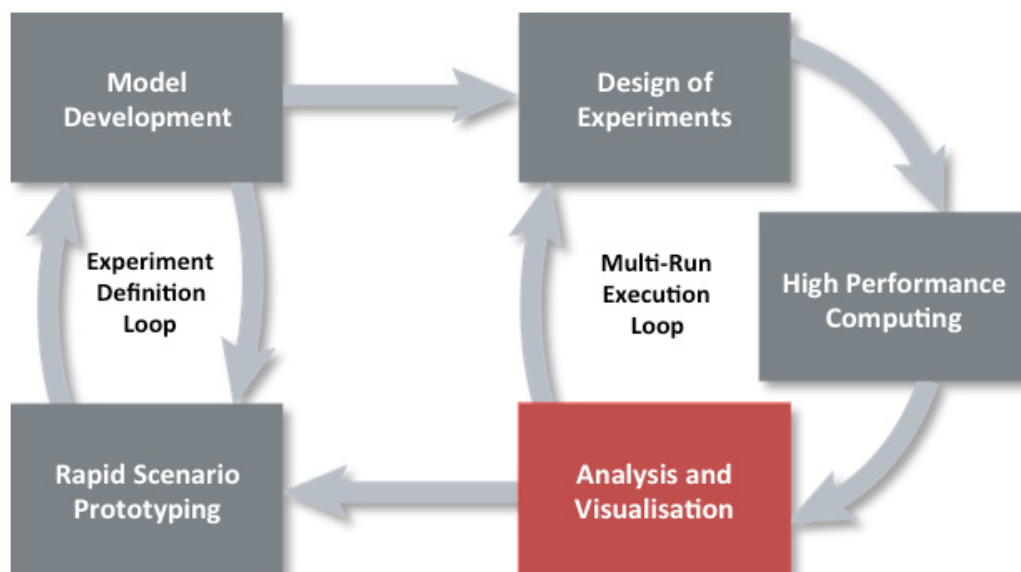 Model
Development
Design of
Experiments
Experiment
Definition
Loop
Multi-Run
Execution
Loop
High Performance
Computing
Rapid Scenario
Prototyping
Analysis and
Visualisation